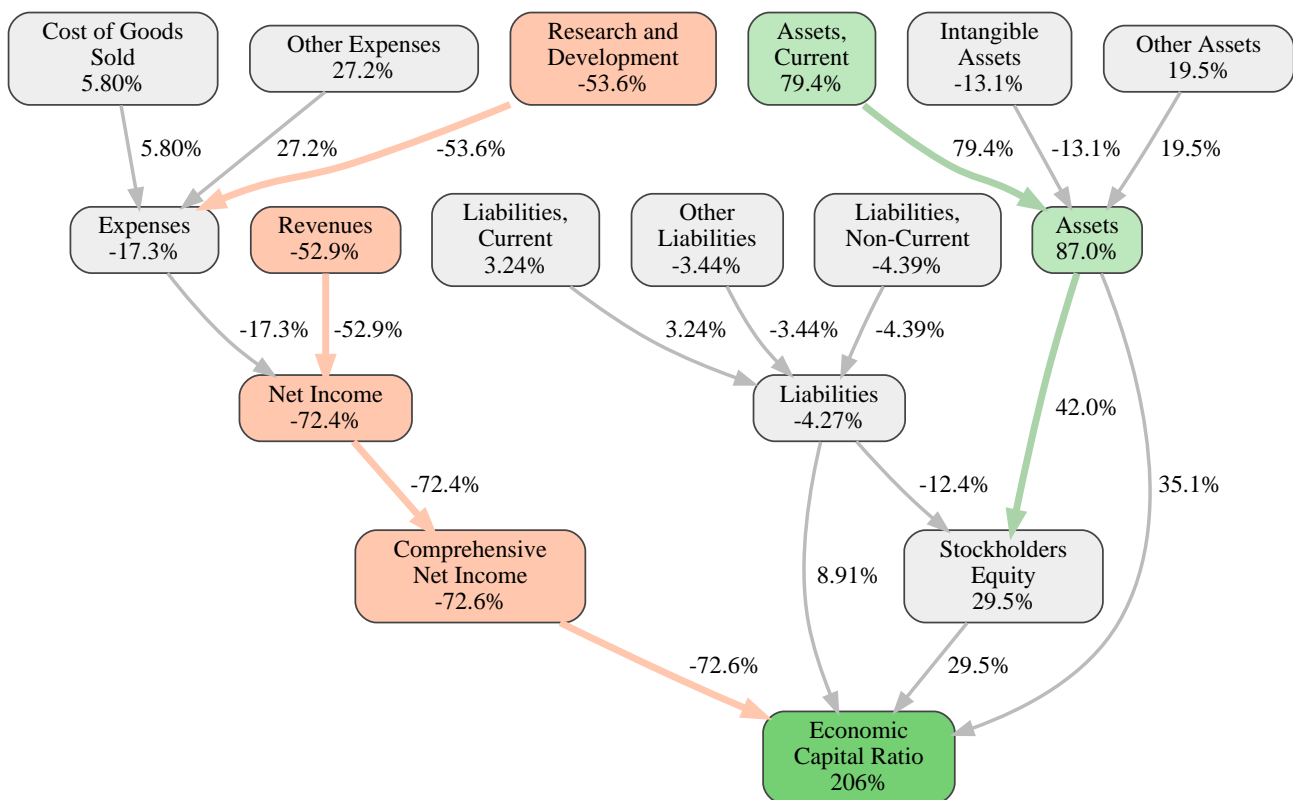 Cost of Goods
Sold
5.80%
Other Expenses
27.2%
Research and
Development
-53.6%
Assets,
Current
79.4%
Intangible
Assets
-13.1%
Other Assets
19.5%
5.80%
27.2%
-53.6%
79.4%
-13.1%
19.5%
Expenses
-17.3%
Revenues
-52.9%
Liabilities,
Current
3.24%
Other
Liabilities
-3.44%
Liabilities,
Non-Current
-4.39%
Assets
87.0%
-17.3%
-52.9%
3.24%
-3.44%
-4.39%
Net Income
-72.4%
Liabilities
-4.27%
42.0%
-72.4%
-12.4%
35.1%
Comprehensive
Net Income
-72.6%
8.91%
Stockholders
Equity
29.5%
-72.6%
29.5%
Economic
Capital Ratio
206%